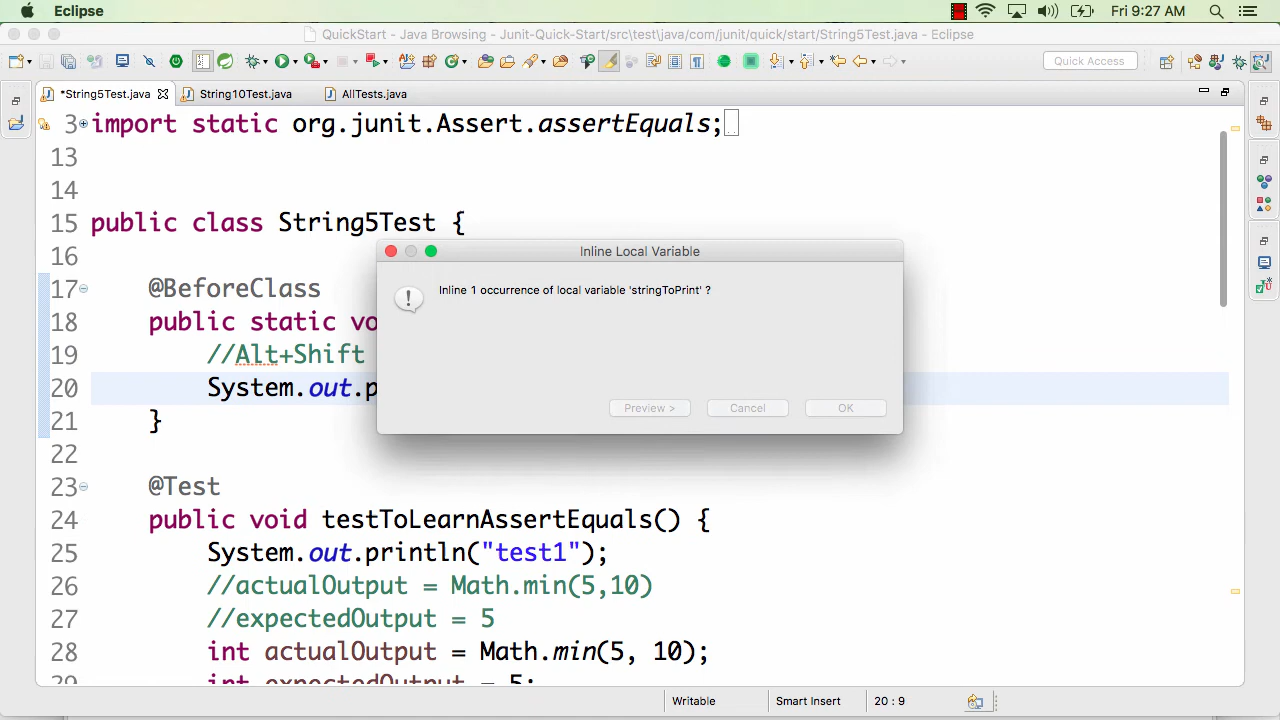 Eclipse
Fri 9:27 AM
QuickStart - Java Browsing - Junit-Quick-Start/src\test\java/com/junit/quick/start/String5Test.java - Eclipse
Quick Access
*String5Test.java
String10Test.java
AllTests.java
3 import static org.junit.Assert.assertEquals;
13
14
15 public class String5Test {
16
17 @BeforeClass
18 public static vo
19 //Alt+Shift
20 System.out.p
21 }
22
23 @Test
24 public void testToLearnAssertEquals() {
25 System.out.println("test1");
26 //actualOutput = Math.min(5,10)
27 //expectedOutput = 5
28 int actualOutput = Math.min(5, 10);
29 int expectedOutput = 5;
Inline Local Variable
Inline 1 occurrence of local variable 'stringToPrint' ?
Preview >
Cancel
OK
Writable
Smart Insert
20 : 9